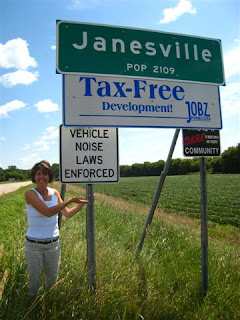 Janesville
POP 2109
Tax-Free
Development!
JOBZ
VEHICLE
NOISE
LAWS
ENFORCED
COMMUNITY